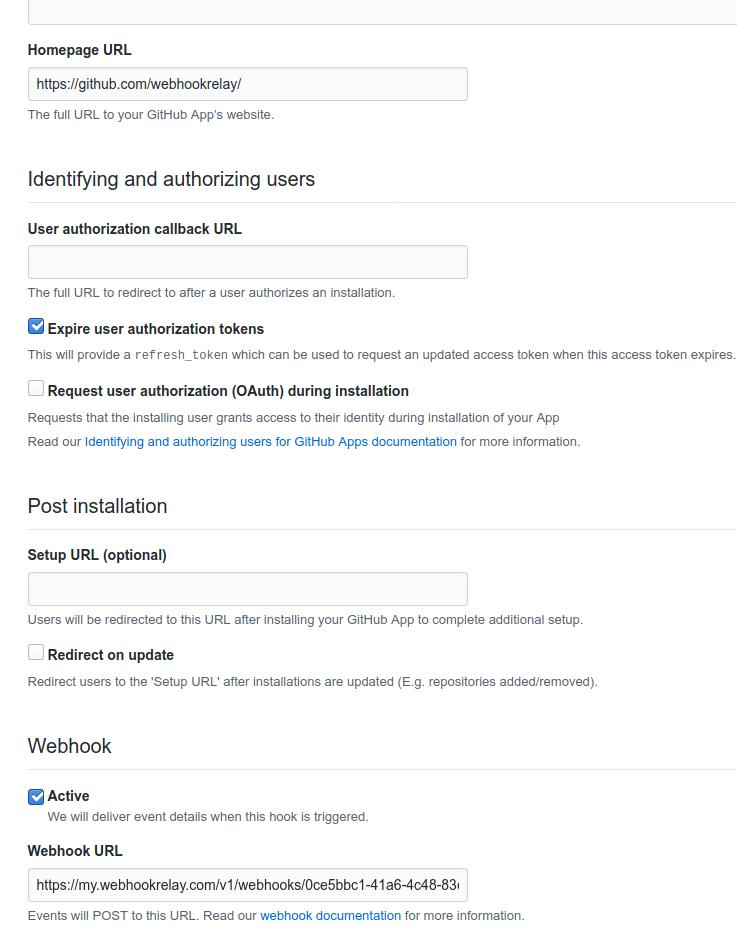 Homepage URL
https://github.com/webhookrelay/
The full URL to your GitHub App's website.
Identifying and authorizing users
User authorization callback URL
The full URL to redirect to after a user authorizes an installation.
Expire user authorization tokens
This will provide a refresh_token which can be used to request an updated access token when this access token expires.
Request user authorization (OAuth) during installation
Requests that the installing user grants access to their identity during installation of your App
Read our Identifying and authorizing users for GitHub Apps documentation for more information.
Post installation
Setup URL (optional)
Users will be redirected to this URL after installing your GitHub App to complete additional setup.
Redirect on update
Redirect users to the 'Setup URL' after installations are updated (E.g. repositories added/removed).
Webhook
Active
We will deliver event details when this hook is triggered.
Webhook URL
https://my.webhookrelay.com/v1/webhooks/0ce5bbc1-41a6-4c48-83
Events will POST to this URL. Read our webhook documentation for more information.